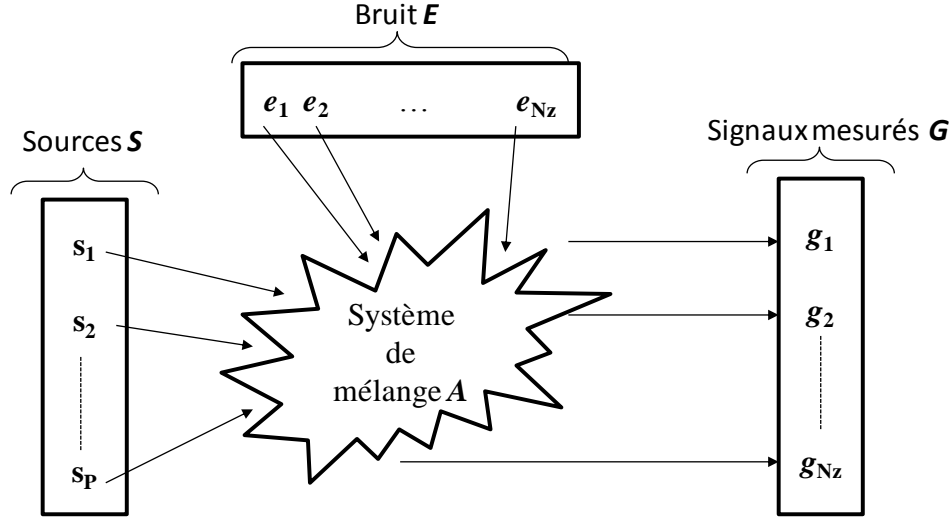 Bruit E
e1 e2 ... eNz
Sources S
Signaux mesurés G
s1
s2
sP
Système
de
mélange A
g1
g2
gNz